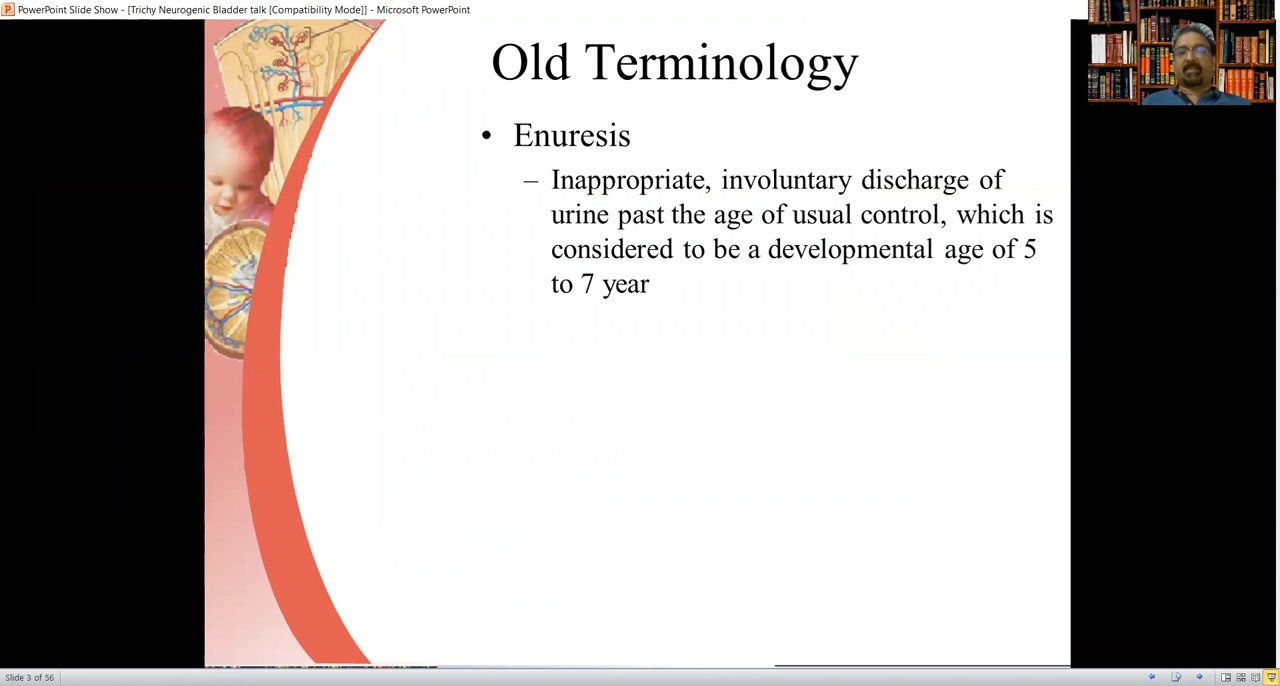 PowerPoint Slide Show - [Trichy Neurogenic Bladder talk [Compatibility Mode]] - Microsoft PowerPoint
Old Terminology
• Enuresis
– Inappropriate, involuntary discharge of
urine past the age of usual control, which is
considered to be a developmental age of 5
to 7 year
Slide 3 of 56